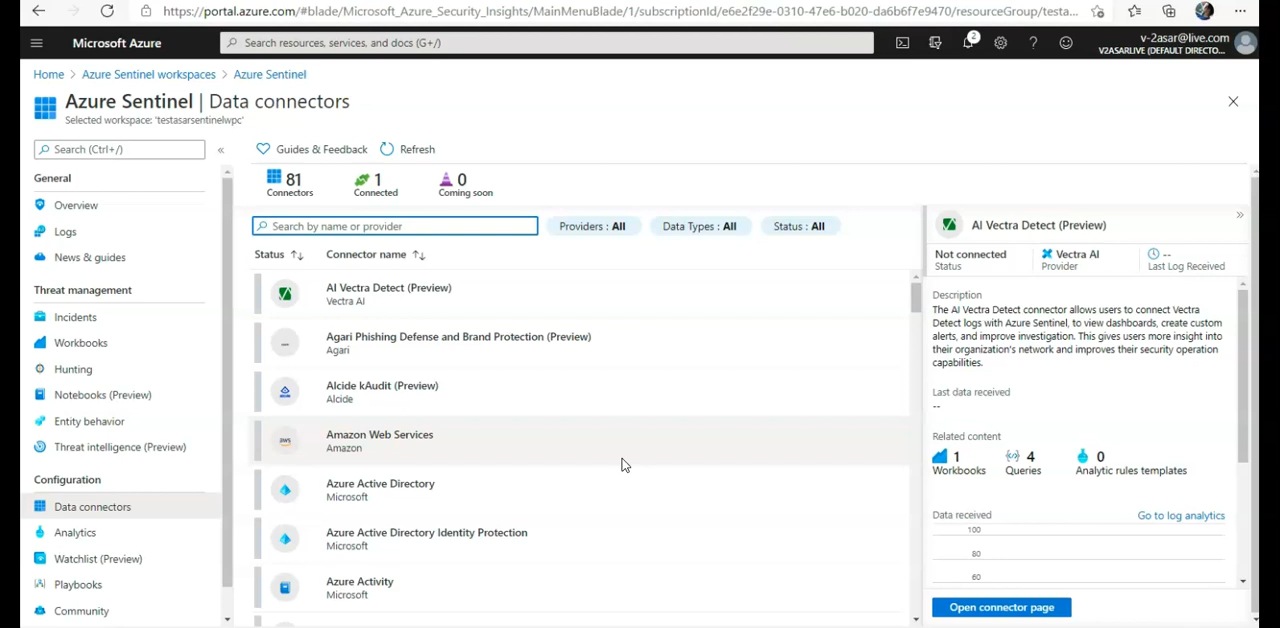 https://portal.azure.com/#blade/Microsoft_Azure_Security_Insights/MainMenuBlade/1/subscriptionId/e6e2f29e-0310-47e6-b020-da6b6f7e9470/resourceGroup/testa...
Microsoft Azure
Search resources, services, and docs (G+/)
2
v-2asar@live.com
V2ASARLIVE (DEFAULT DIRECTO...
Home > Azure Sentinel workspaces > Azure Sentinel
Azure Sentinel | Data connectors
Selected workspace: 'testasarsentinelwpc'
Search (Ctrl+/)
«
General
Overview
Logs
News & guides
Threat management
Incidents
Workbooks
Hunting
Notebooks (Preview)
Entity behavior
Threat intelligence (Preview)
Configuration
Data connectors
Analytics
Watchlist (Preview)
Playbooks
Community
Guides & Feedback
Refresh
81
Connectors
1
Connected
0
Coming soon
Search by name or provider
Providers : All
Data Types : All
Status : All
Status
Connector name
AI Vectra Detect (Preview)
Vectra AI
Agari Phishing Defense and Brand Protection (Preview)
Agari
Alcide kAudit (Preview)
Alcide
aws
Amazon Web Services
Amazon
Azure Active Directory
Microsoft
Azure Active Directory Identity Protection
Microsoft
Azure Activity
Microsoft
AI Vectra Detect (Preview)
»
Not connected
Status
Vectra AI
Provider
--
Last Log Received
Description
The AI Vectra Detect connector allows users to connect Vectra
Detect logs with Azure Sentinel, to view dashboards, create custom
alerts, and improve investigation. This gives users more insight into
their organization's network and improves their security operation
capabilities.
Last data received
--
Related content
1
Workbooks
4
Queries
0
Analytic rules templates
Data received
Go to log analytics
100
80
60
Open connector page